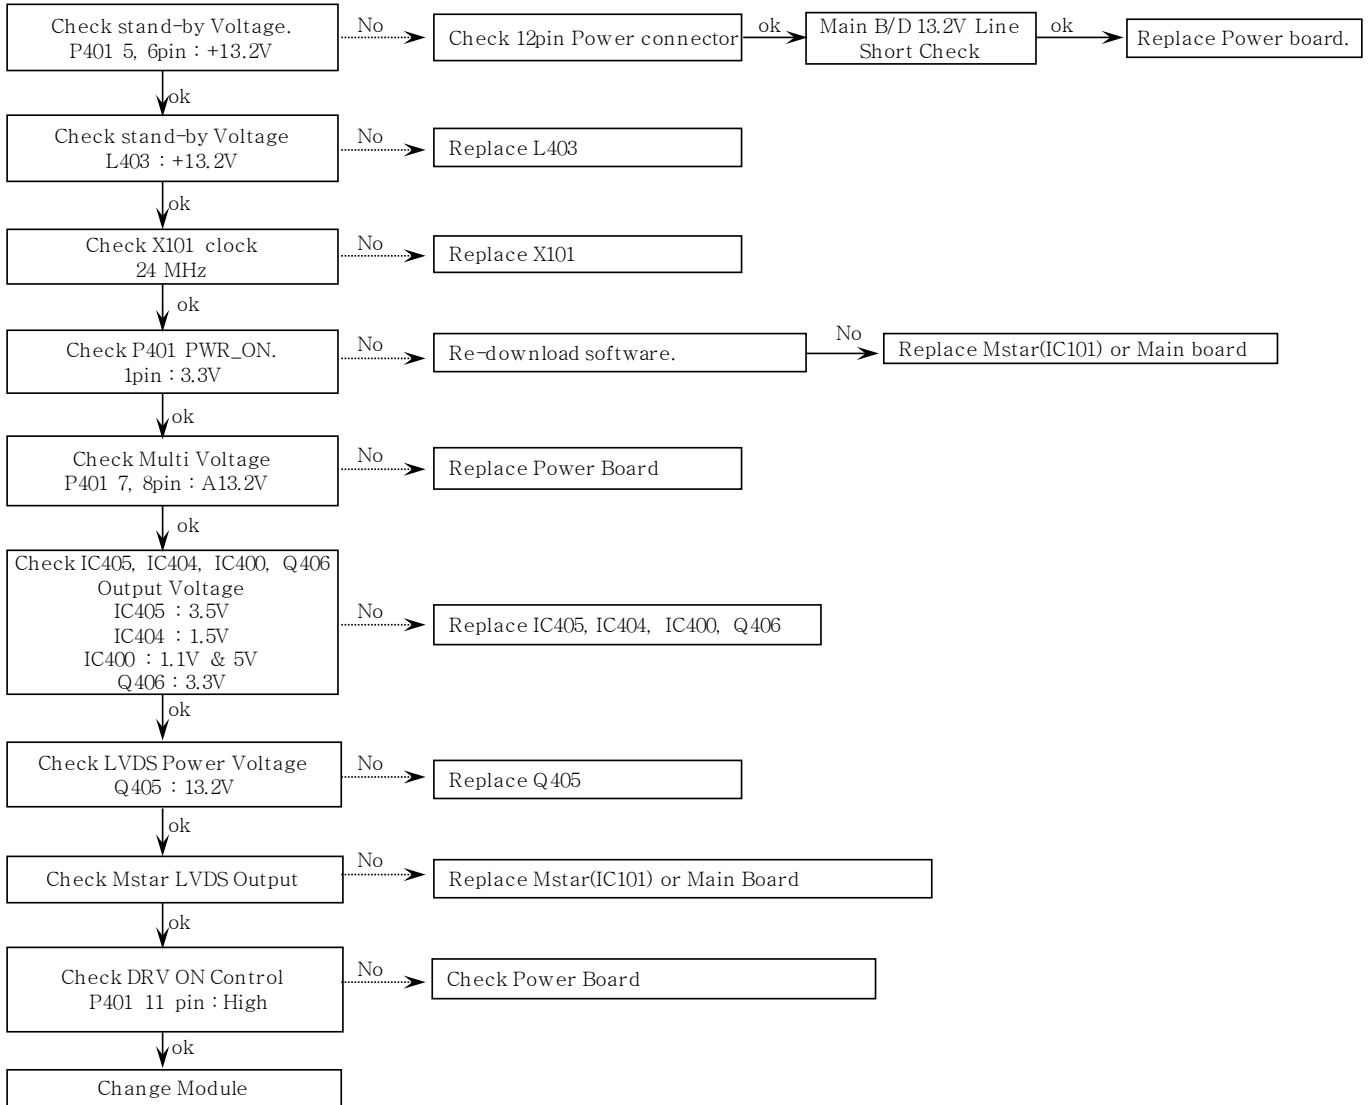 Check stand-by Voltage.
P401 5, 6pin : +13.2V
No
Check 12pin Power connector
ok
Main B/D 13.2V Line
Short Check
ok
Replace Power board.
ok
Check stand-by Voltage
L403 : +13.2V
No
Replace L403
ok
Check X101 clock
24 MHz
No
Replace X101
ok
Check P401 PWR_ON.
1pin : 3.3V
No
Re-download software.
No
Replace Mstar(IC101) or Main board
ok
Check Multi Voltage
P401 7, 8pin : A13.2V
No
Replace Power Board
ok
Check IC405, IC404, IC400, Q406
Output Voltage
IC405 : 3.5V
IC404 : 1.5V
IC400 : 1.1V & 5V
Q406 : 3.3V
No
Replace IC405, IC404, IC400, Q406
ok
Check LVDS Power Voltage
Q405 : 13.2V
No
Replace Q405
ok
Check Mstar LVDS Output
No
Replace Mstar(IC101) or Main Board
ok
Check DRV ON Control
P401 11 pin : High
No
Check Power Board
ok
Change Module